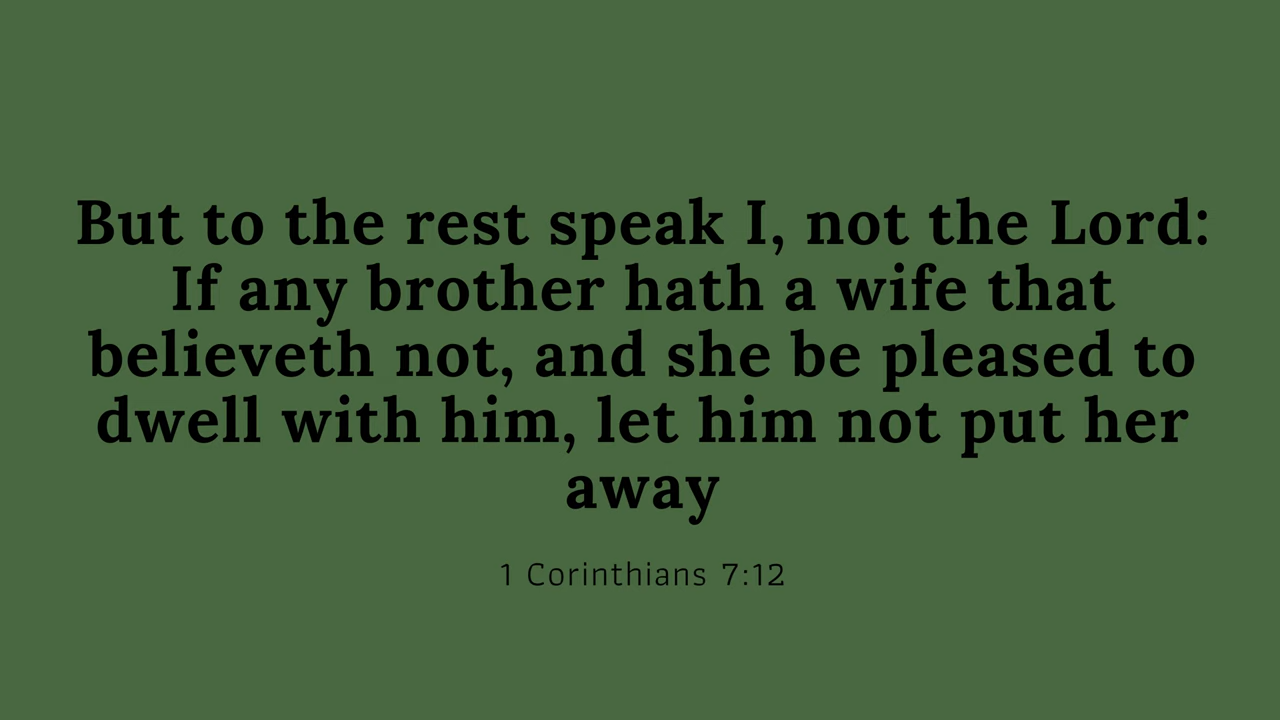 But to the rest speak I, not the Lord:
If any brother hath a wife that
believeth not, and she be pleased to
dwell with him, let him not put her
away
1 Corinthians 7:12